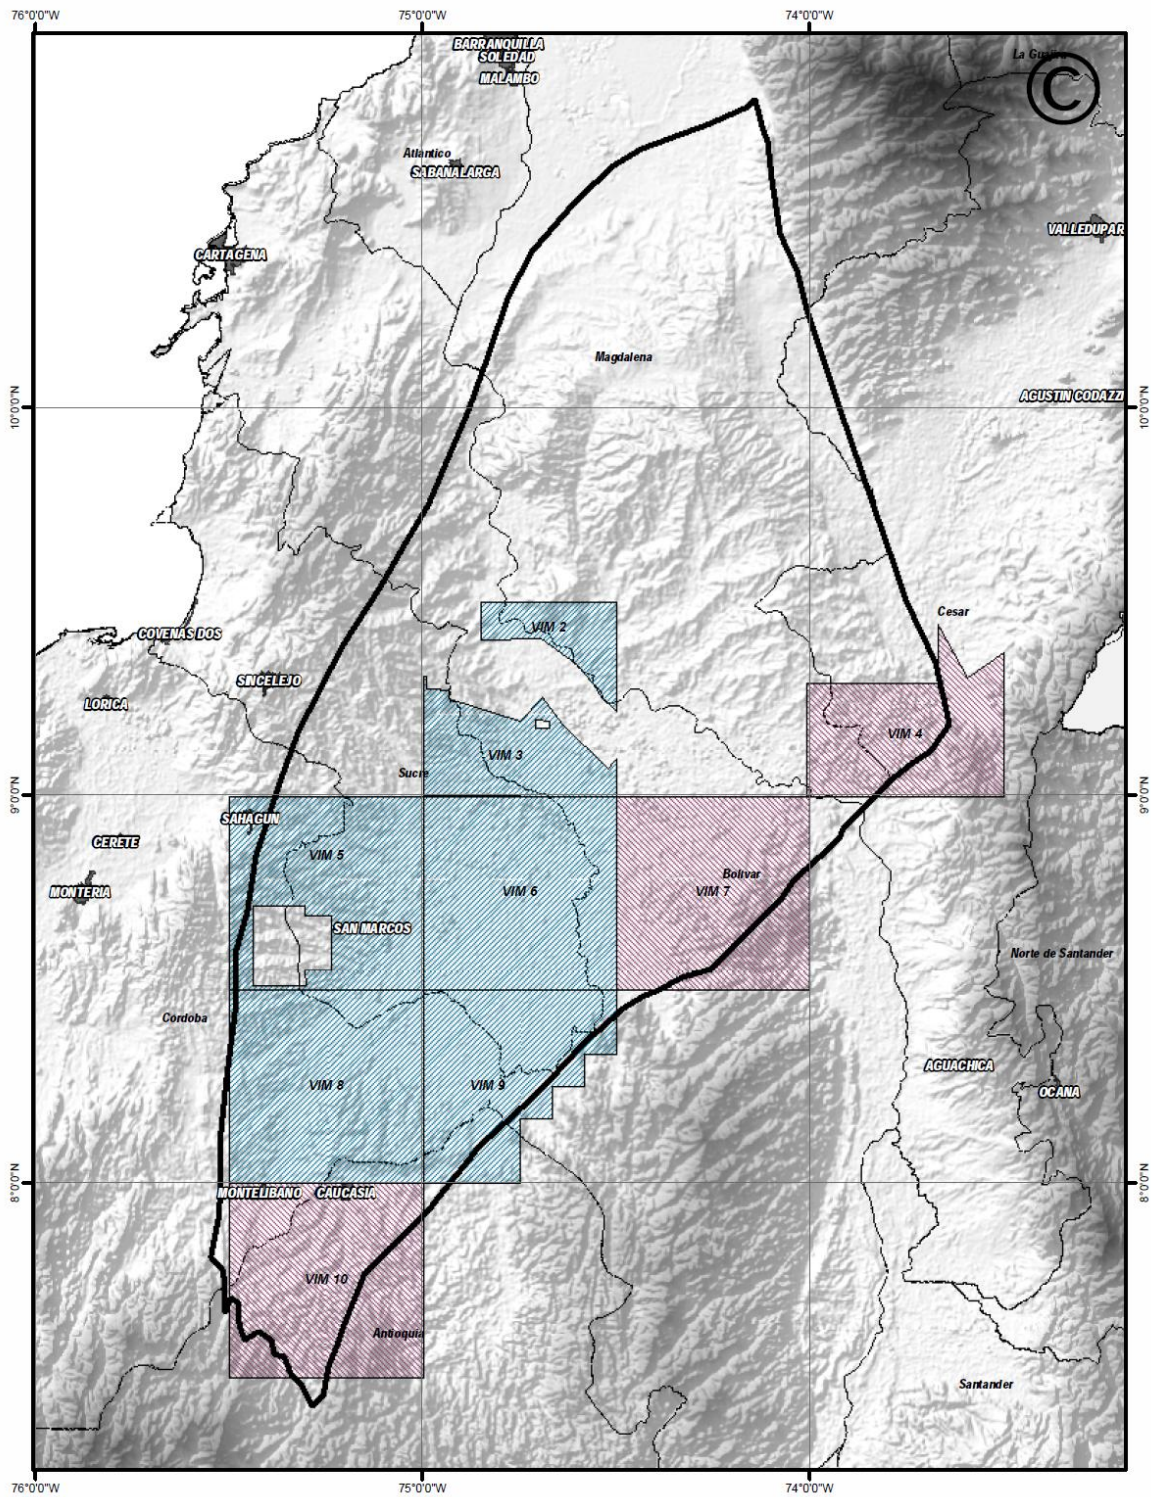 76°0'0"W
75°0'0"W
74°0'0"W
BARRANQUILLA
SOLEDAD
MALAMBO
La Guajira
©
Atlantico
SABANALARGA
VALLEDUPAR
CARTAGENA
Magdalena
AGUSTIN CODAZZI
10°0'0"N
10°0'0"N
Cesar
VIM 2
COVENAS DOS
SINCELEJO
LORICA
VIM 4
VIM 3
Sucre
9°0'0"N
9°0'0"N
SAHAGUN
CERETE
VIM 5
Bolivar
MONTERIA
VIM 6
VIM 7
SAN MARCOS
Norte de Santander
Cordoba
AGUACHICA
VIM 8
VIM 9
OCANA
8°0'0"N
8°0'0"N
MONTELIBANO
CAUCASIA
VIM 10
Antioquia
Santander
76°0'0"W
75°0'0"W
74°0'0"W